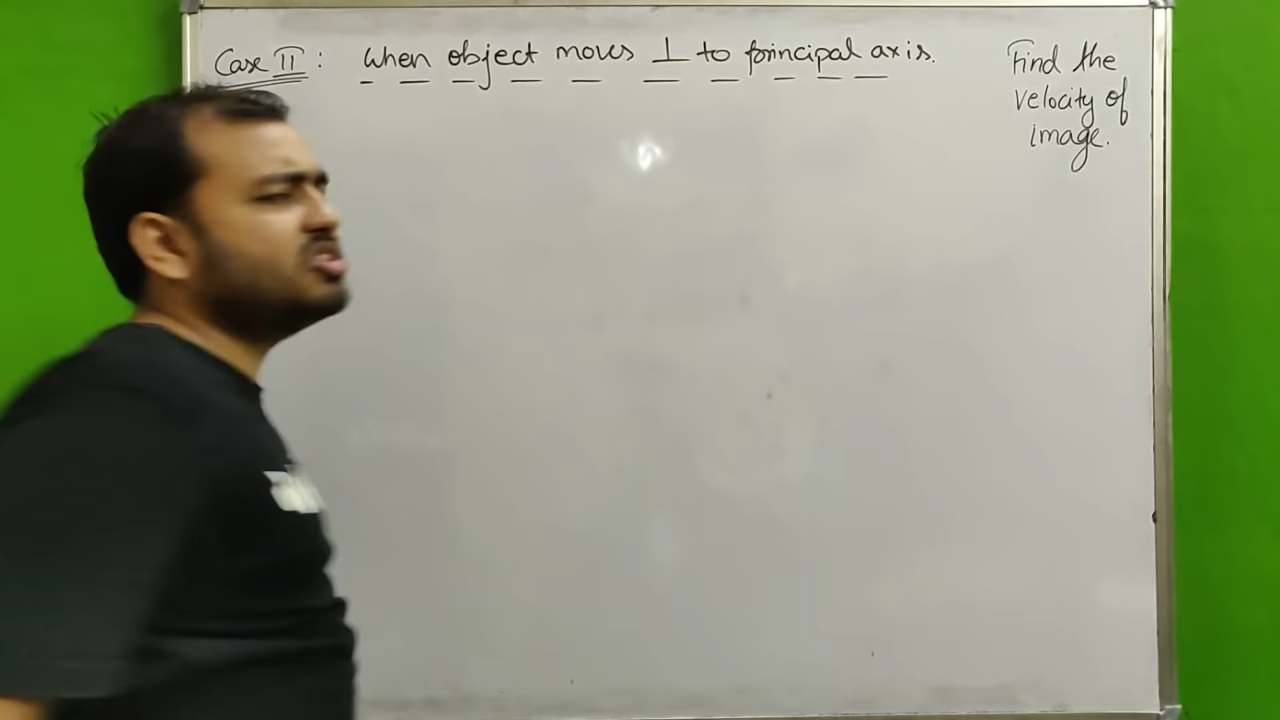 Case II : When object moves ⊥ to principal axis.
Find the
velocity of
image.